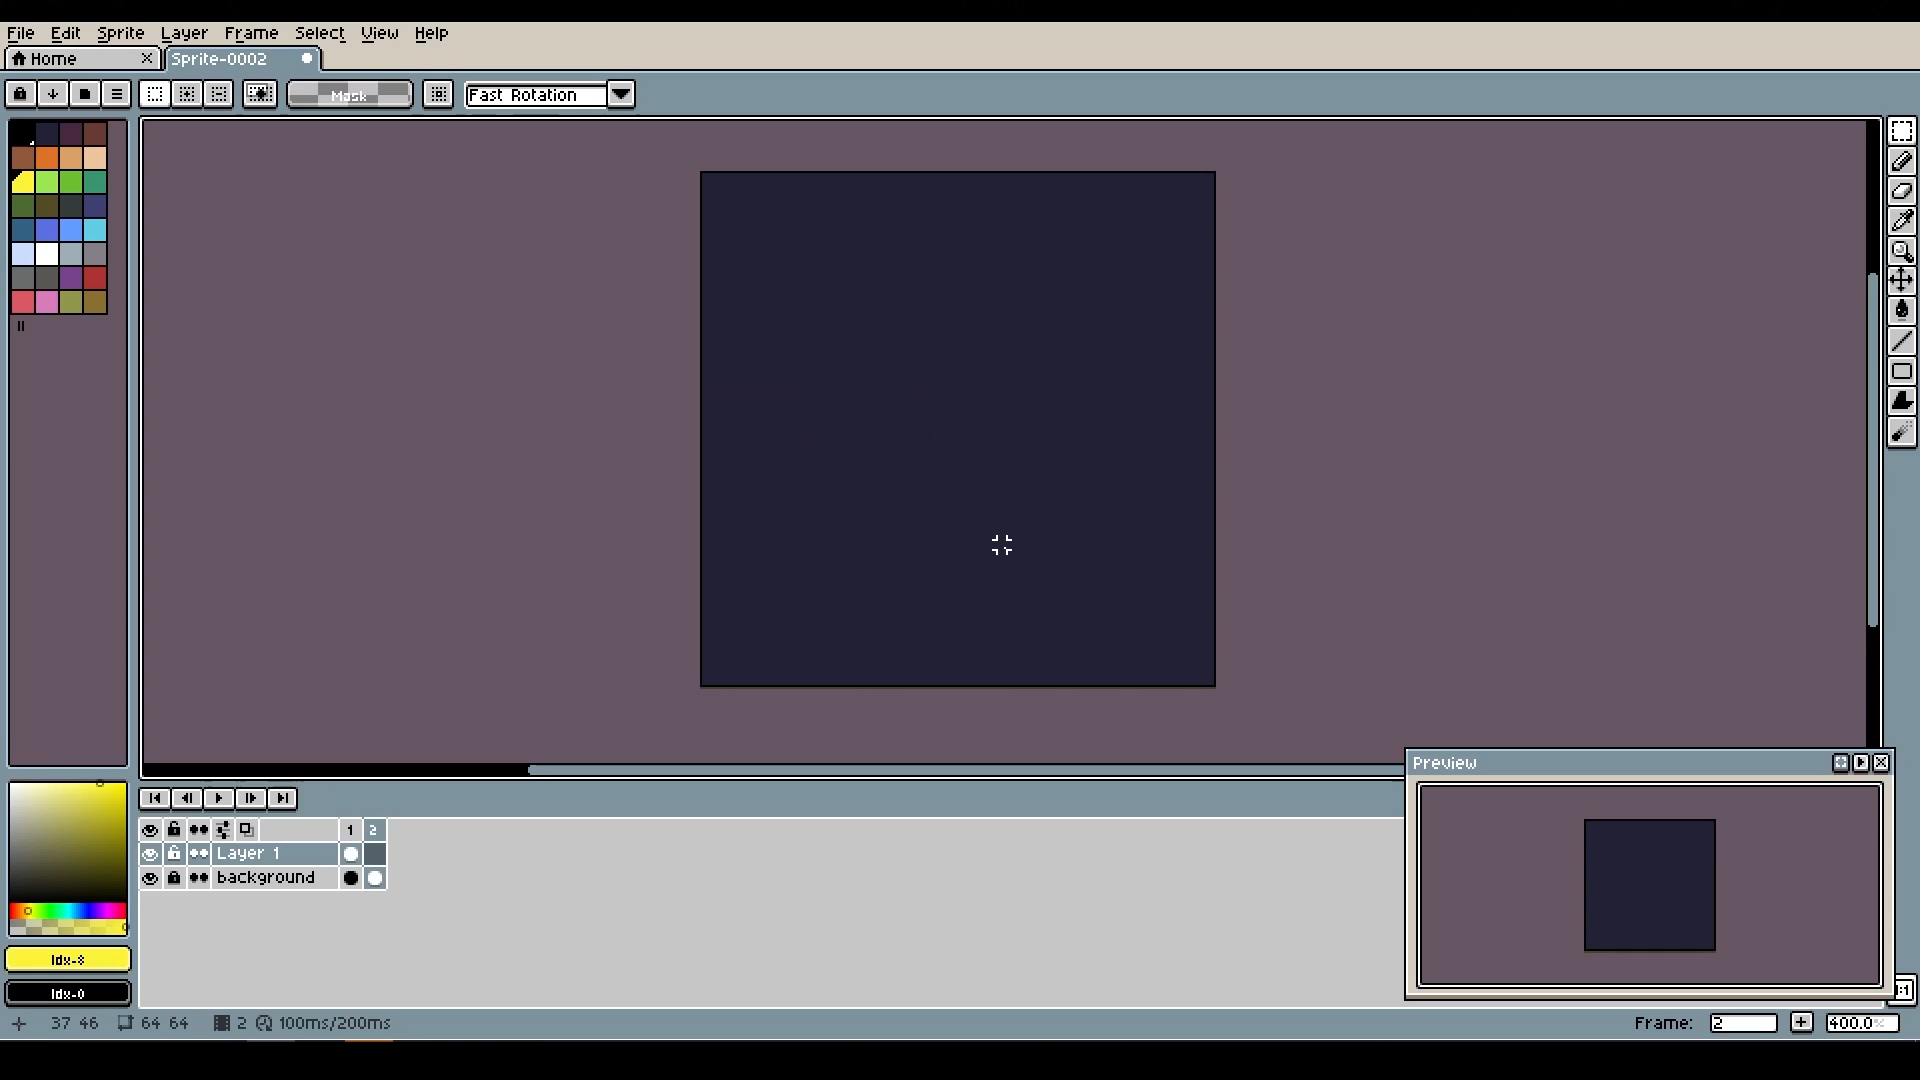 File Edit Sprite Layer Frame Select View Help
Home Sprite-0002
Mask Fast Rotation
Preview
1 2
Layer 1
background
Idx-8
Idx-0
37 46 64 64 2 100ms/200ms Frame: 2 + 400.0